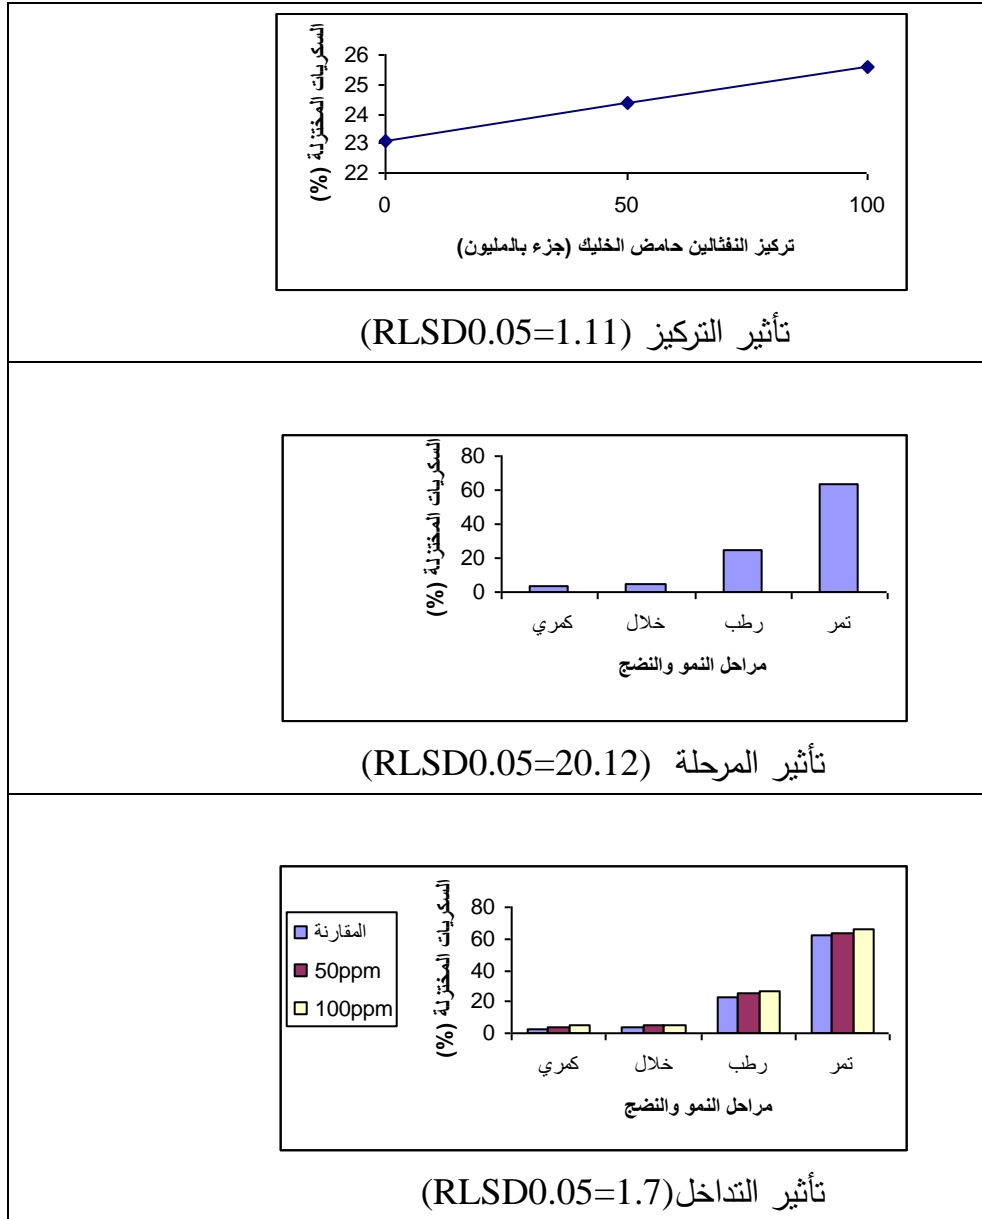 السكريات المختزلة (%)
26
25
24
23
22
0
50
100
تركيز النفثالين حامض الخليك (جزء بالمليون)
تأثير التركيز (RLSD0.05=1.11)
السكريات المختزلة (%)
80
60
40
20
0
كمري
خلال
رطب
تمر
مراحل النمو والنضج
تأثير المرحلة (RLSD0.05=20.12)
المقارنة
50ppm
100ppm
السكريات المختزلة (%)
80
60
40
20
0
كمري
خلال
رطب
تمر
مراحل النمو والنضج
تأثير التداخل(RLSD0.05=1.7)